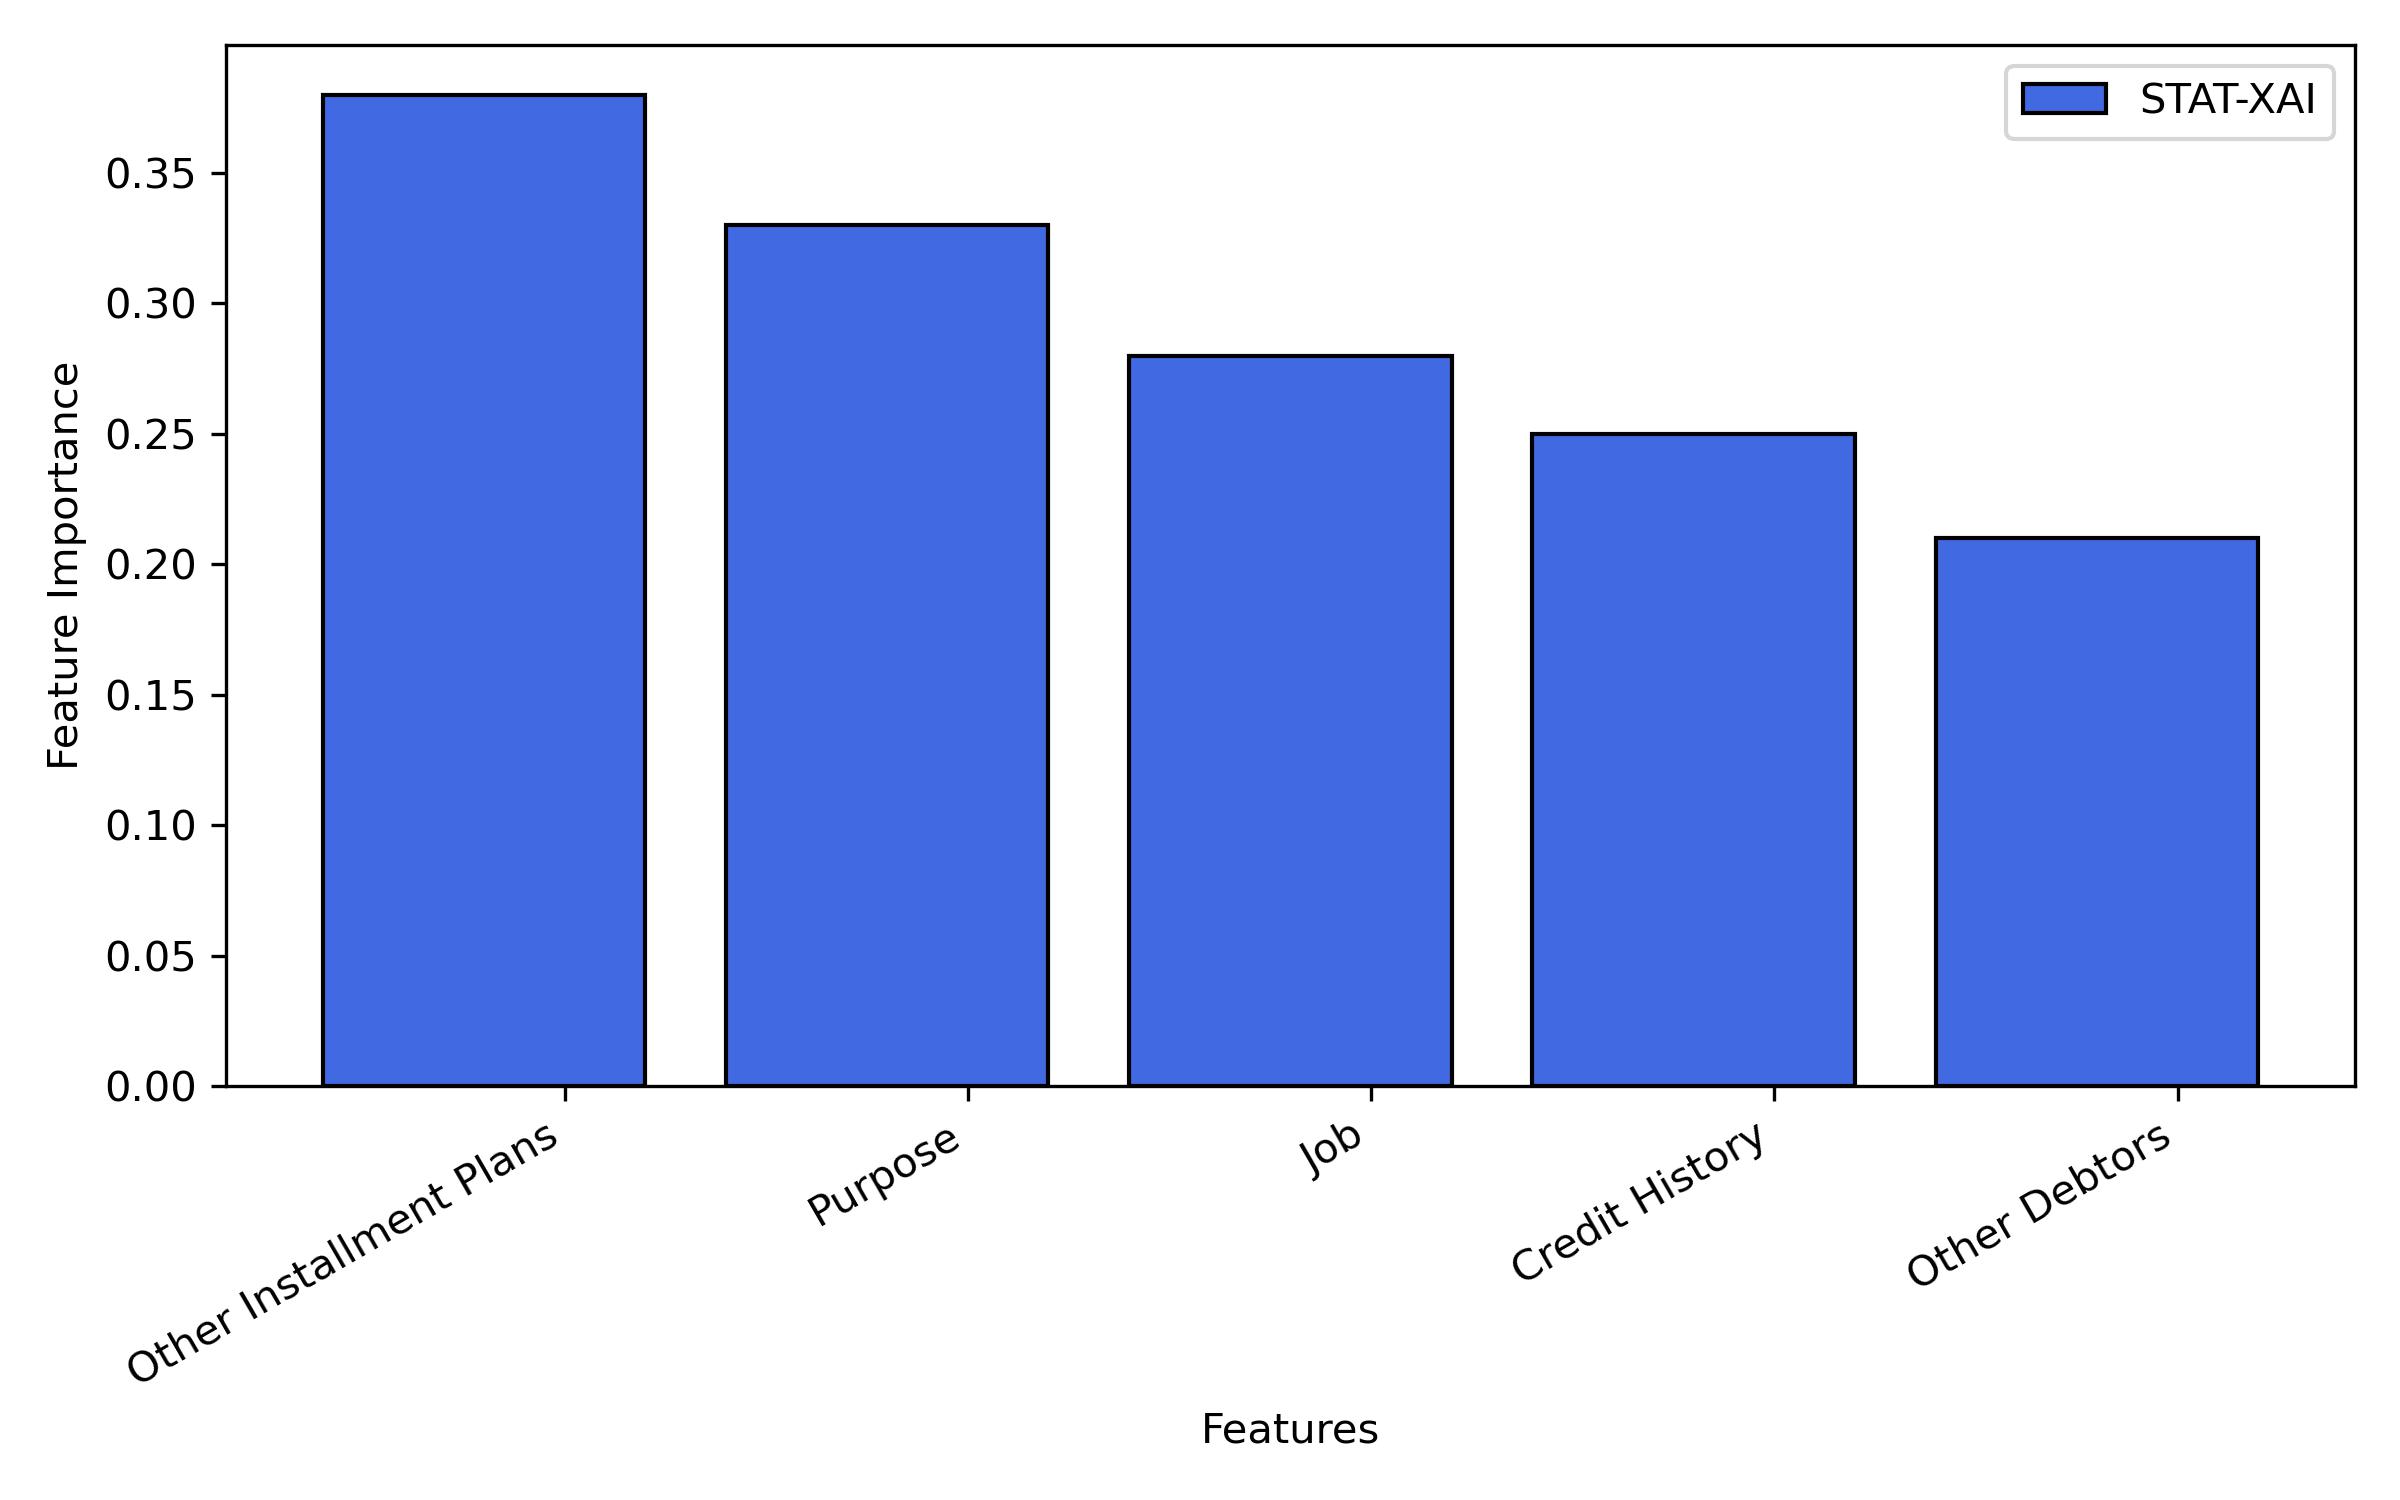 STAT-XAI
Feature Importance
0.35
0.30
0.25
0.20
0.15
0.10
0.05
0.00
Other Installment Plans
Purpose
Job
Credit History
Other Debtors
Features